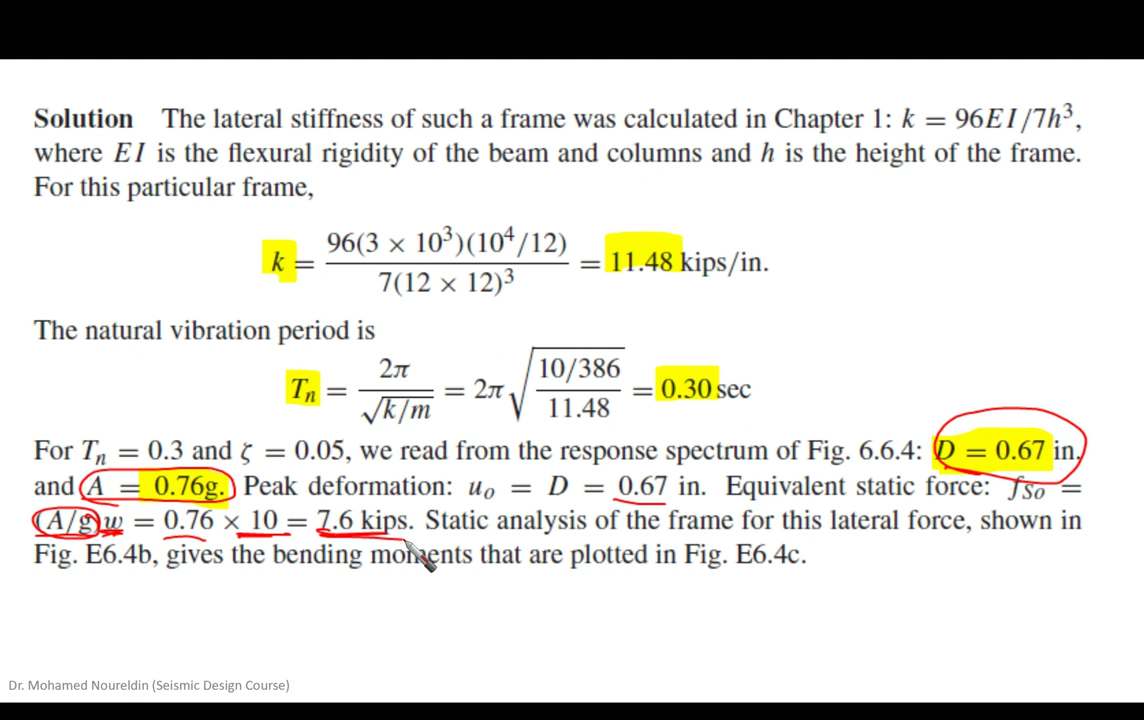 Solution The lateral stiffness of such a frame was calculated in Chapter 1: k = 96EI/7h³,
where EI is the flexural rigidity of the beam and columns and h is the height of the frame.
For this particular frame,
k = 96(3 × 10³)(10⁴/12) / 7(12 × 12)³ = 11.48 kips/in.
The natural vibration period is
Tₙ = 2π / √k/m = 2π √(10/386 / 11.48) = 0.30 sec
For Tₙ = 0.3 and ζ = 0.05, we read from the response spectrum of Fig. 6.6.4: D = 0.67 in.
and A = 0.76g. Peak deformation: uₒ = D = 0.67 in. Equivalent static force: fSo =
(A/g)w = 0.76 × 10 = 7.6 kips. Static analysis of the frame for this lateral force, shown in
Fig. E6.4b, gives the bending moments that are plotted in Fig. E6.4c.
Dr. Mohamed Noureldin (Seismic Design Course)